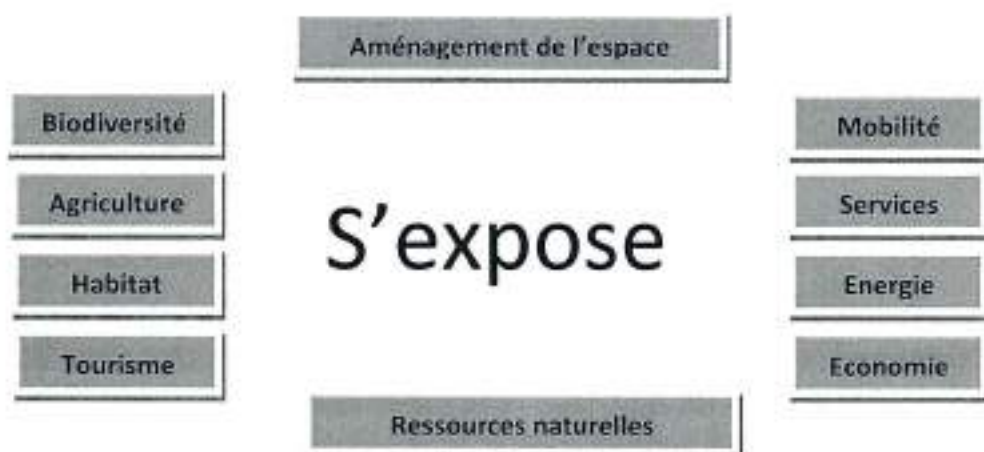 Aménagement de l'espace
Biodiversité
Mobilité
Agriculture
Services
S'expose
Habitat
Energie
Tourisme
Economie
Ressources naturelles